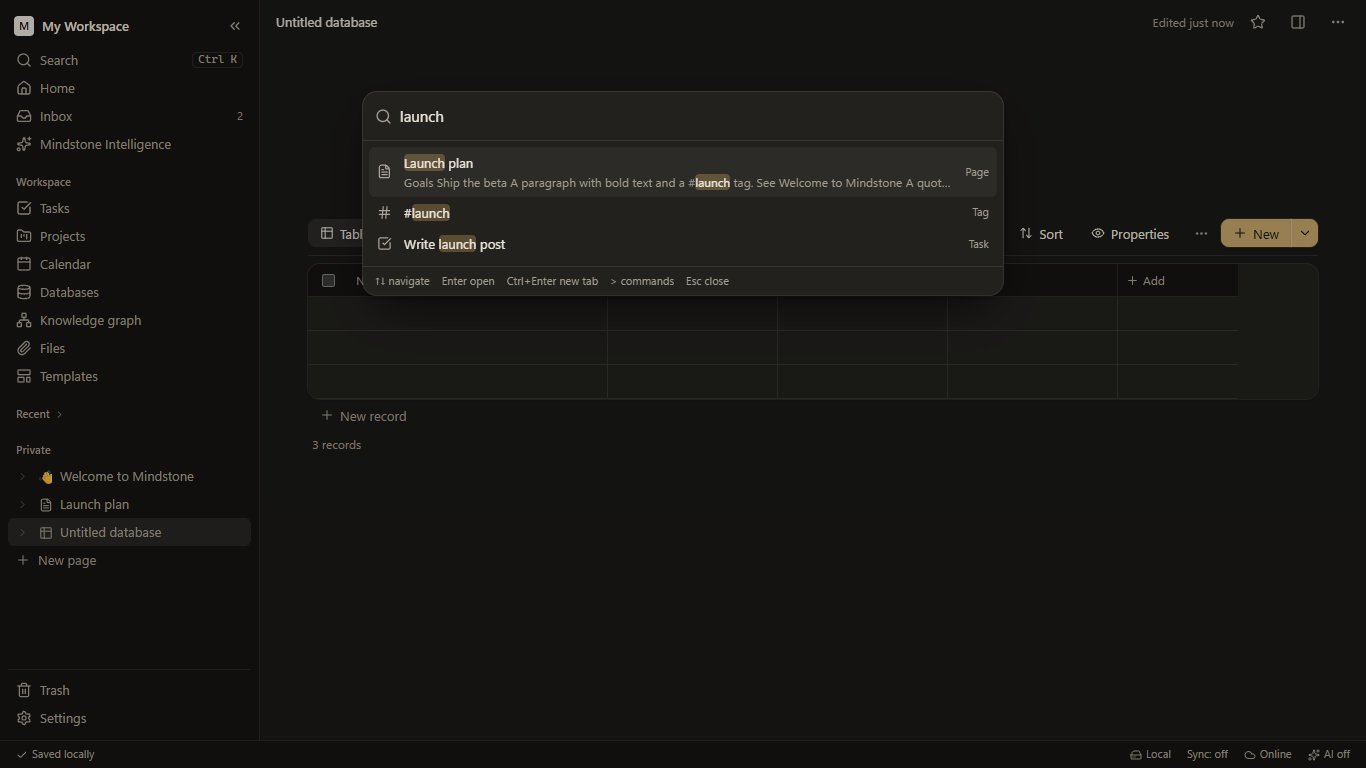 M My Workspace
Search Ctrl K
Home
Inbox 2
Mindstone Intelligence
Workspace
Tasks
Projects
Calendar
Databases
Knowledge graph
Files
Templates
Recent
Private
Welcome to Mindstone
Launch plan
Untitled database
New page
Trash
Settings
Saved locally
Untitled database
Edited just now
launch
Launch plan
Goals Ship the beta A paragraph with bold text and a #launch tag. See Welcome to Mindstone A quot...
Page
#launch
Tag
Write launch post
Task
navigate Enter open Ctrl+Enter new tab > commands Esc close
Sort Properties New
Add
New record
3 records
Local Sync: off Online AI off